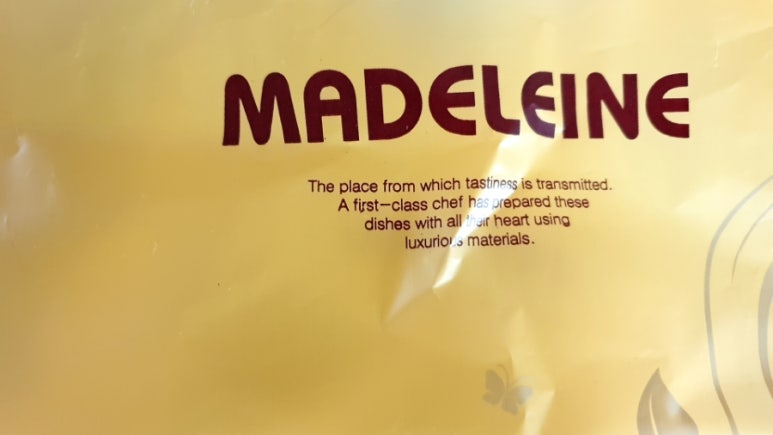 MADELEINE
The place from which tastiness is transmitted.
A first-class chef has prepared these
dishes with all their heart using
luxurious materials.